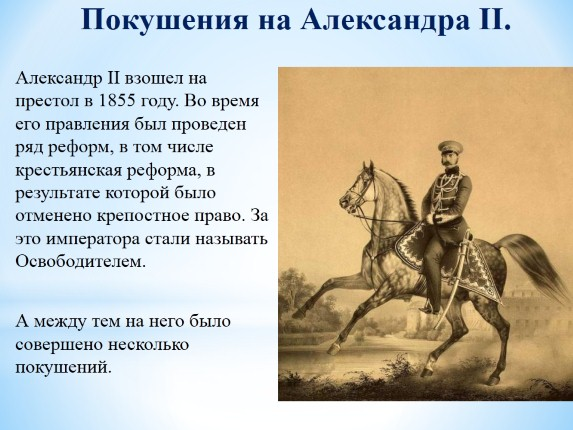 Покушения на Александра II.
Александр II взошел на
престол в 1855 году. Во время
его правления был проведен
ряд реформ, в том числе
крестьянская реформа, в
результате которой было
отменено крепостное право. За
это императора стали называть
Освободителем.
А между тем на него было
совершено несколько
покушений.